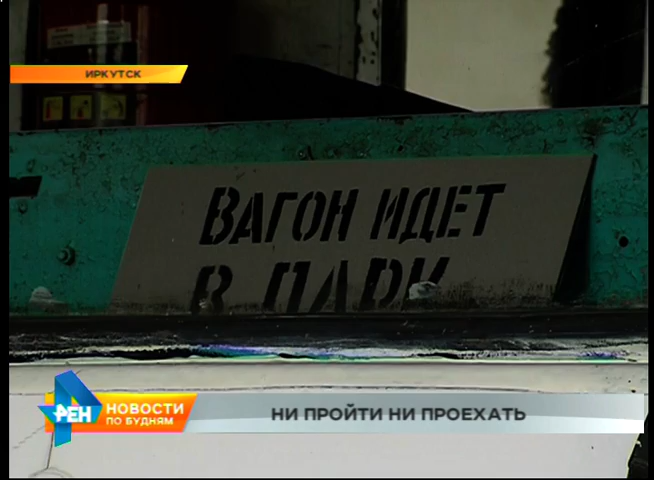 ИРКУТСК
ВАГОН ИДЕТ
В ПАРК
РЕН
НОВОСТИ
ПО БУДНЯМ
НИ ПРОЙТИ НИ ПРОЕХАТЬ